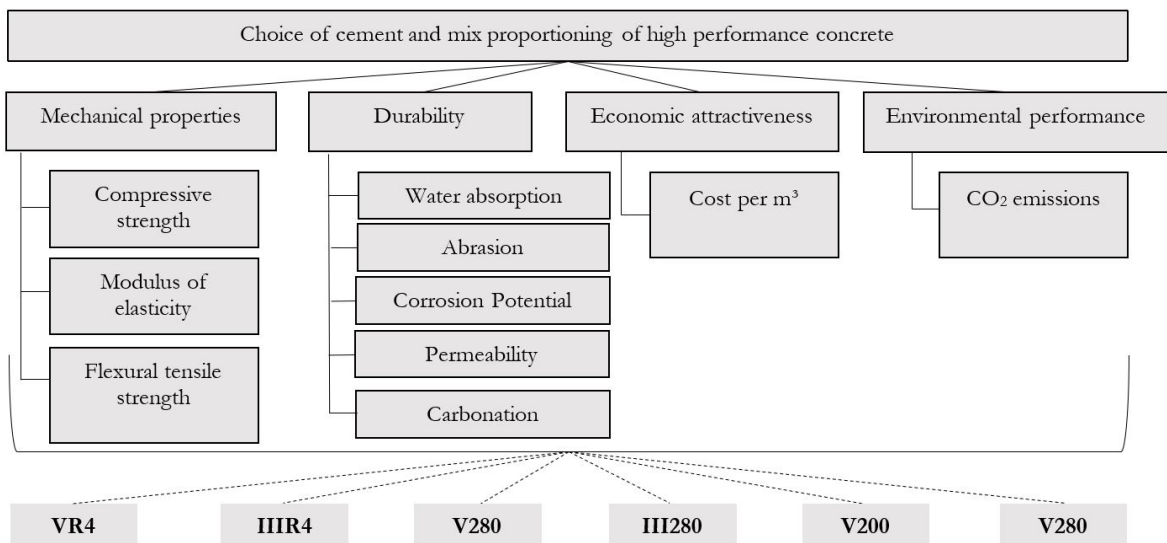 Choice of cement and mix proportioning of high performance concrete
Mechanical properties
Durability
Economic attractiveness
Environmental performance
Compressive
strength
Modulus of
elasticity
Flexural tensile
strength
Water absorption
Abrasion
Corrosion Potential
Permeability
Carbonation
Cost per m³
CO₂ emissions
VR4
IIIR4
V280
III280
V200
V280